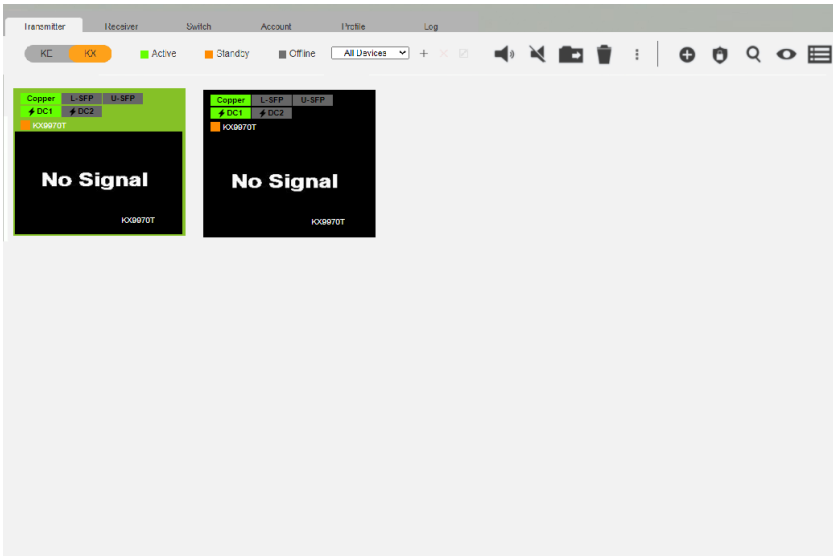 Transmitter Receiver Switch Account Profile Log
KE KX Active Standby Offline All Devices
Copper L-SFP U-SFP
DC1 DC2
KX9970T
No Signal
KX9970T
Copper L-SFP U-SFP
DC1 DC2
KX9970T
No Signal
KX9970T